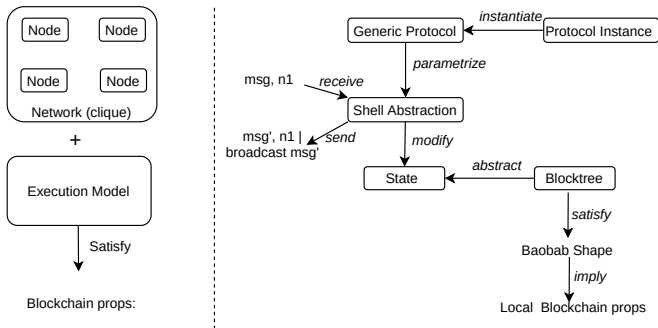 Node
Node
Node
Node
Network (clique)
+
Execution Model
Satisfy
Blockchain props:
instantiate
Generic Protocol
Protocol Instance
parametrize
msg, n1
receive
Shell Abstraction
msg', n1 |
broadcast msg'
send
modify
State
abstract
Blocktree
satisfy
Baobab Shape
imply
Local Blockchain props